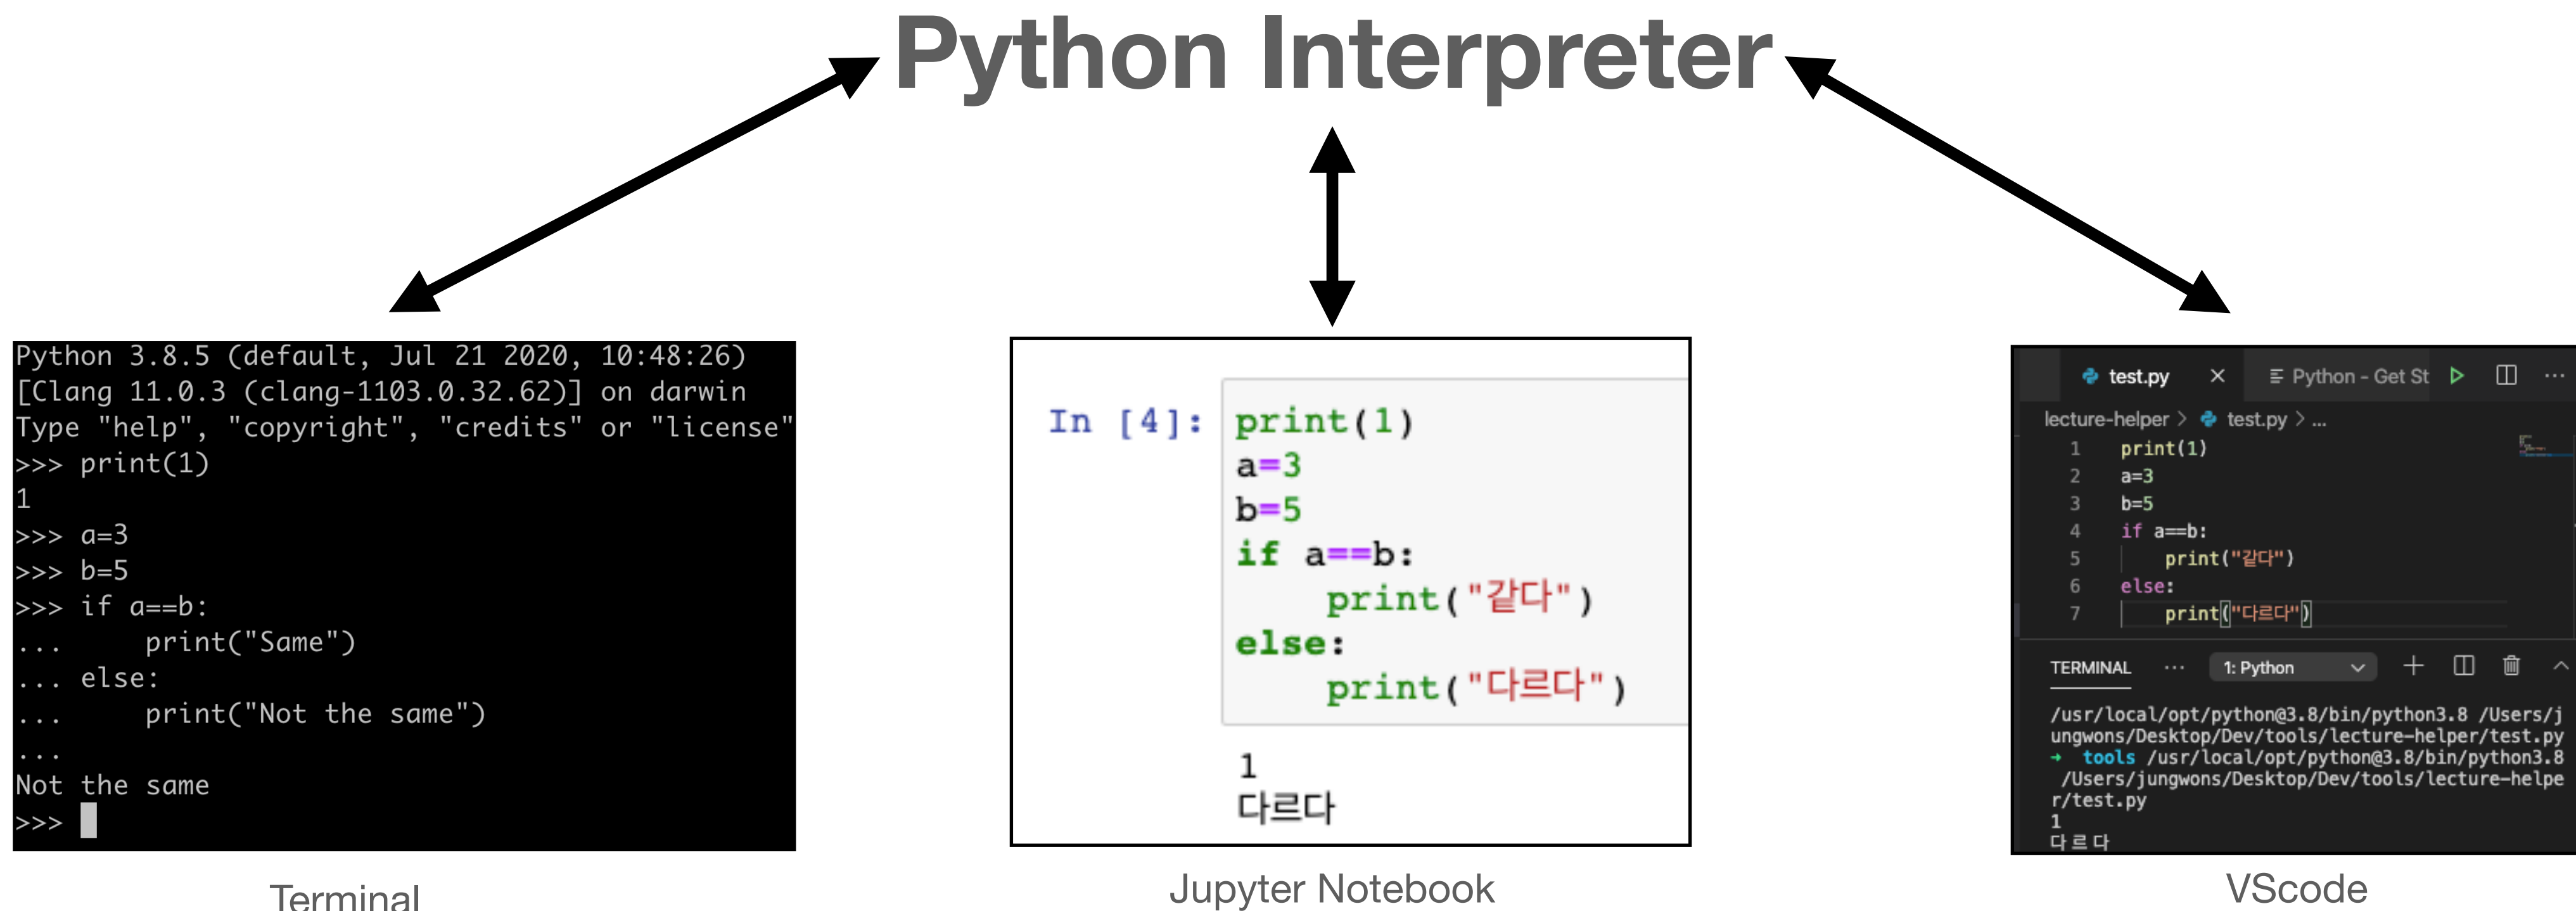 Python Interpreter
Python 3.8.5 (default, Jul 21 2020, 10:48:26)
[Clang 11.0.3 (clang-1103.0.32.62)] on darwin
Type "help", "copyright", "credits" or "license"
>>> print(1)
1
>>> a=3
>>> b=5
>>> if a==b:
...     print("Same")
... else:
...     print("Not the same")
...
Not the same
>>>
Terminal
In [4]:
print(1)
a=3
b=5
if a==b:
    print("같다")
else:
    print("다르다")
1
다르다
Jupyter Notebook
test.py
Python - Get St
lecture-helper > test.py > ...
1 print(1)
2 a=3
3 b=5
4 if a==b:
5     print("같다")
6 else:
7     print("다르다")
TERMINAL ... 1: Python
/usr/local/opt/python@3.8/bin/python3.8 /Users/j
ungwons/Desktop/Dev/tools/lecture-helper/test.py
→ tools /usr/local/opt/python@3.8/bin/python3.8
 /Users/jungwons/Desktop/Dev/tools/lecture-helpe
r/test.py
1
다르다
VScode